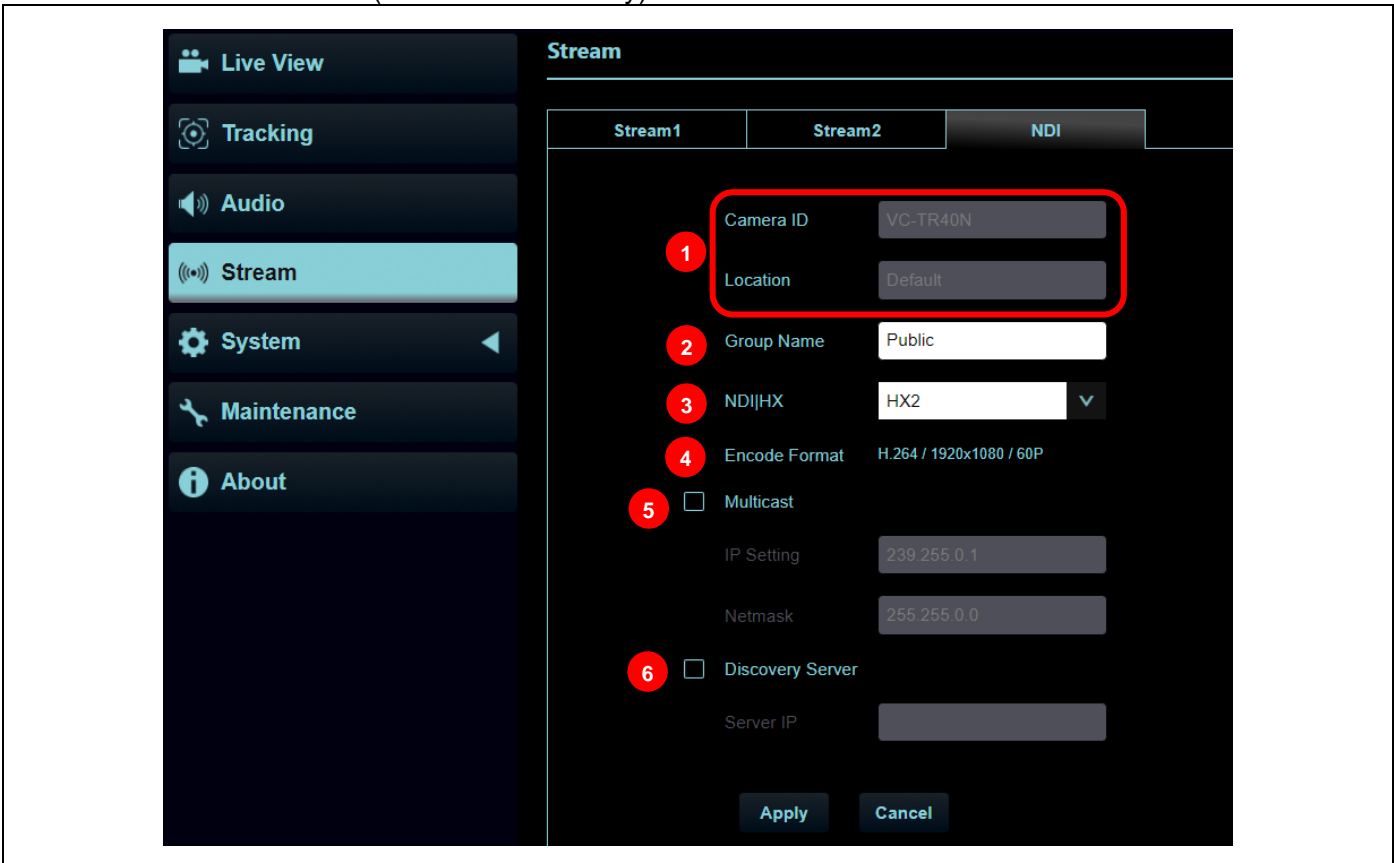 Live View
Tracking
Audio
Stream
System
Maintenance
About
Stream
Stream1 Stream2 NDI
1
Camera ID VC-TR40N
Location Default
2 Group Name Public
3 NDI|HX HX2
4 Encode Format H.264 / 1920x1080 / 60P
5 Multicast
IP Setting 239.255.0.1
Netmask 255.255.0.0
6 Discovery Server
Server IP
Apply Cancel